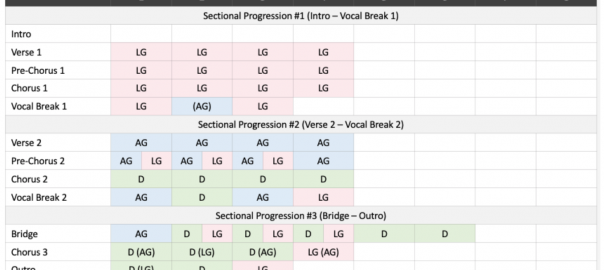 Sectional Progression #1 (Intro – Vocal Break 1)
Intro
Verse 1 LG LG LG LG
Pre-Chorus 1 LG LG LG LG
Chorus 1 LG LG LG LG
Vocal Break 1 LG (AG) LG
Sectional Progression #2 (Verse 2 – Vocal Break 2)
Verse 2 AG AG AG AG
Pre-Chorus 2 AG LG AG LG AG LG AG
Chorus 2 D D D D
Vocal Break 2 AG D AG LG
Sectional Progression #3 (Bridge – Outro)
Bridge AG D LG D LG D LG D D
Chorus 3 D (AG) D (LG) D (AG) LG (AG)
Outro D (LG) D LG